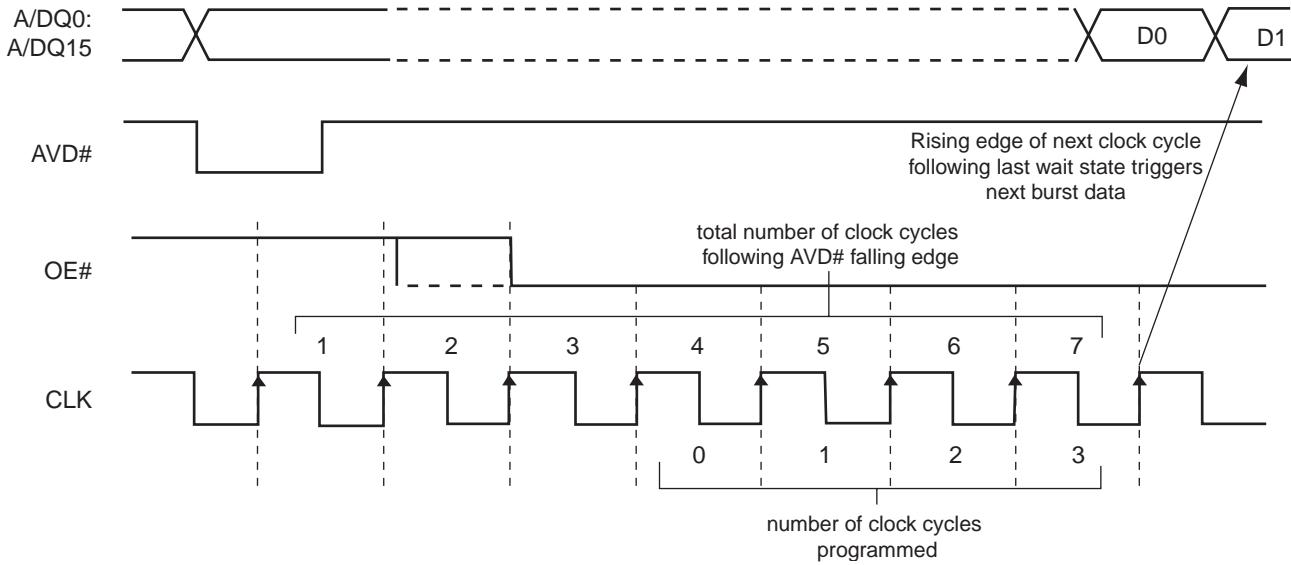 A/DQ0:
A/DQ15
D0
D1
AVD#
Rising edge of next clock cycle
following last wait state triggers
next burst data
total number of clock cycles
following AVD# falling edge
OE#
1 2 3 4 5 6 7
CLK
0 1 2 3
number of clock cycles
programmed